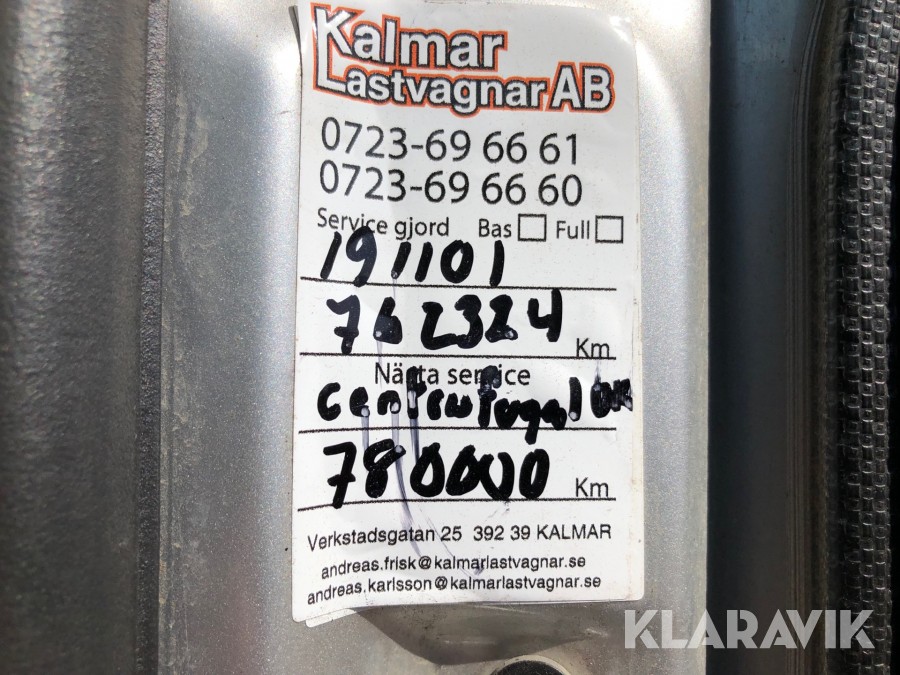 Kalmar
Lastvagnar AB
0723-69 66 61
0723-69 66 60
Service gjord Bas Full
191101
762324 Km
Nästa service
centrufugal
780000 Km
Verkstadsgatan 25 392 39 KALMAR
andreas.frisk@kalmarlastvagnar.se
andreas.karlsson@kalmarlastvagnar.se
KLARAVIK